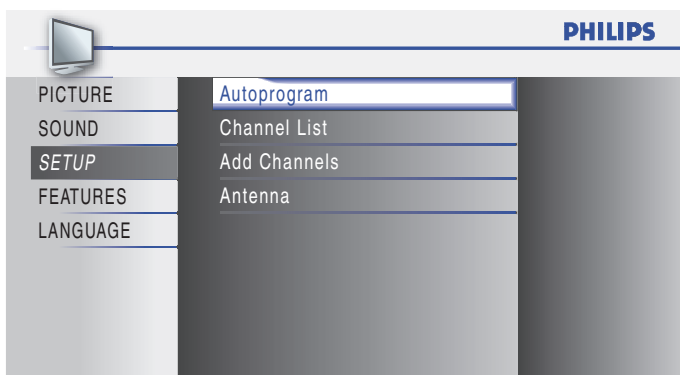 PHILIPS
PICTURE
SOUND
SETUP
FEATURES
LANGUAGE
Autoprogram
Channel List
Add Channels
Antenna